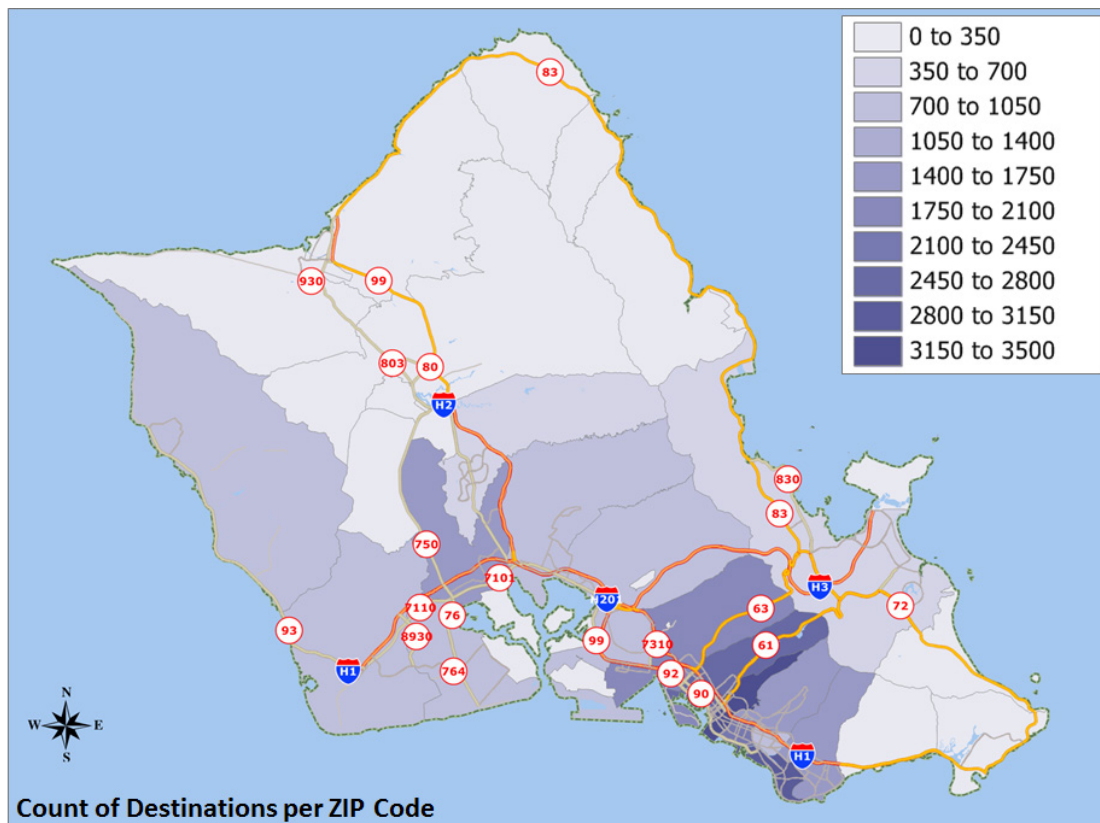 83
0 to 350
350 to 700
700 to 1050
1050 to 1400
1400 to 1750
1750 to 2100
2100 to 2450
2450 to 2800
2800 to 3150
3150 to 3500
930
99
803
80
H2
830
83
750
7101
H3
H201
7110
76
63
72
93
8930
99
7310
61
H1
764
92
90
N
W E
S
H1
Count of Destinations per ZIP Code